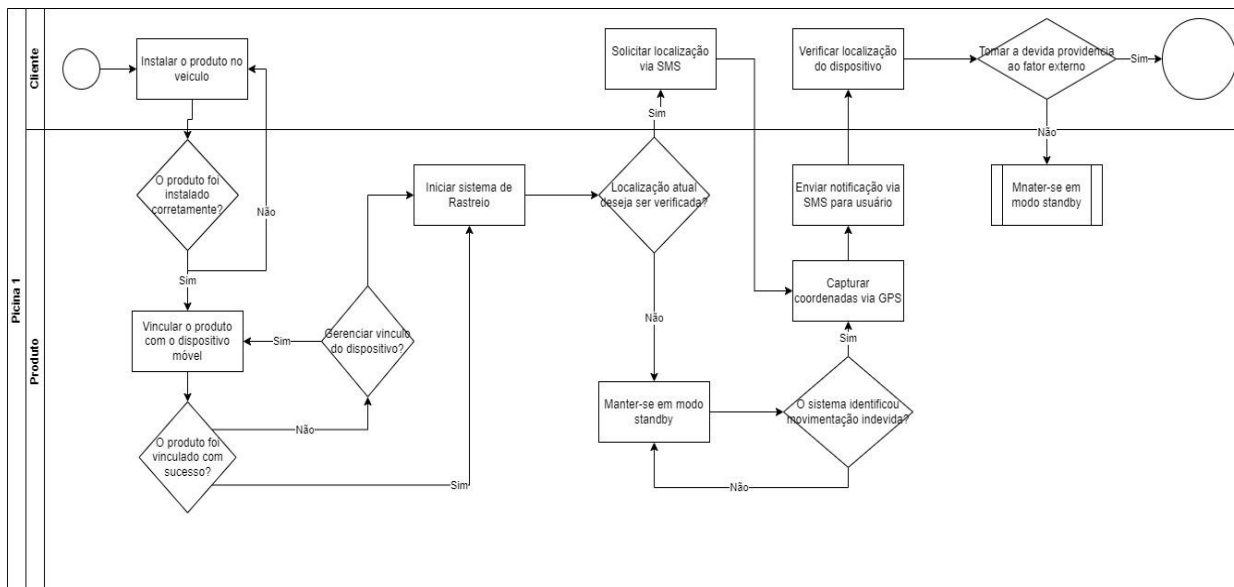 Picina 1
Cliente
Produto
Instalar o produto no
veiculo
O produto foi
instalado
corretamente?
Não
Sim
Vincular o produto
com o dispositivo
móvel
O produto foi
vinculado com
sucesso?
Não
Sim
Gerenciar vinculo
do dispositivo?
Sim
Iniciar sistema de
Rastreio
Localização atual
deseja ser verificada?
Sim
Não
Solicitar localização
via SMS
Manter-se em modo
standby
O sistema identificou
movimentação indevida?
Sim
Não
Capturar
coordenadas via GPS
Enviar notificação via
SMS para usuário
Verificar localização
do dispositivo
Tomar a devida providencia
ao fator externo
Sim
Não
Mnater-se em
modo standby